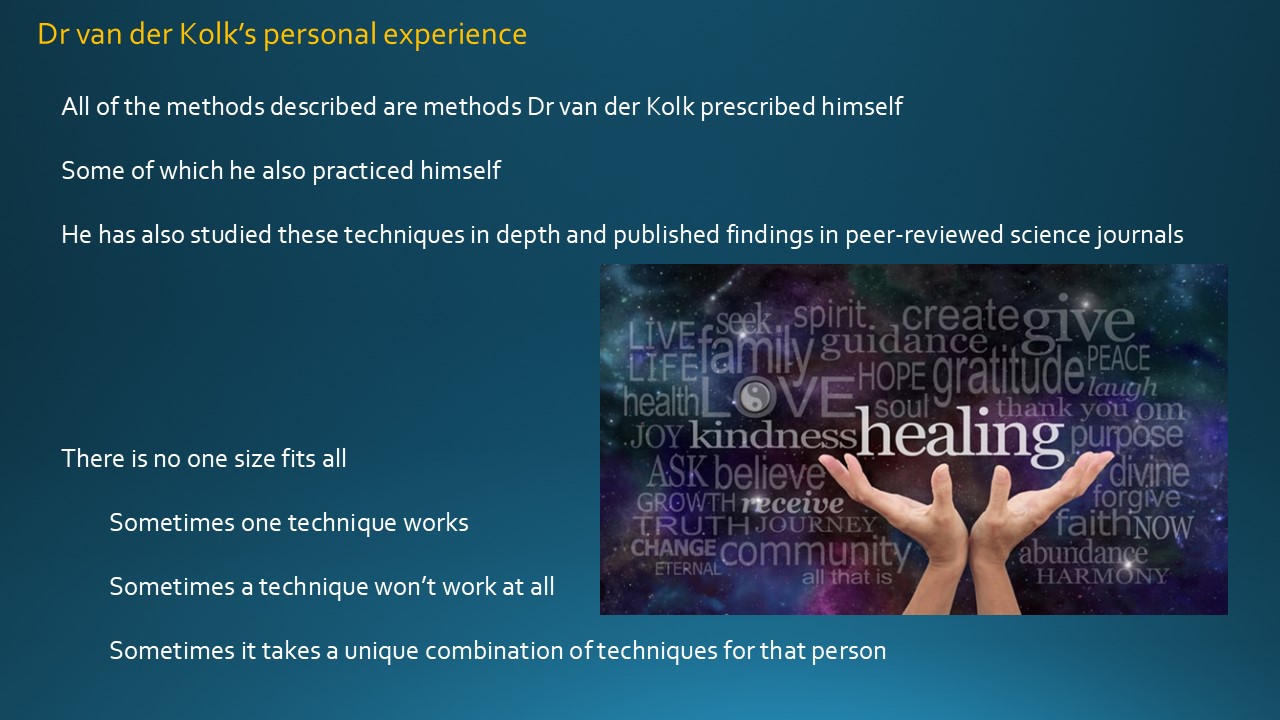 Dr van der Kolk’s personal experience
All of the methods described are methods Dr van der Kolk prescribed himself
Some of which he also practiced himself
He has also studied these techniques in depth and published findings in peer-reviewed science journals
LIVE seek spirit create give
LIFE family guidance PEACE
health LOVE HOPE gratitude laugh
soul thank you om
JOY kindness healing purpose
ASK believe divine
GROWTH receive forgive
TRUTH JOURNEY faith NOW
CHANGE community abundance
ETERNAL all that is HARMONY
There is no one size fits all
Sometimes one technique works
Sometimes a technique won’t work at all
Sometimes it takes a unique combination of techniques for that person